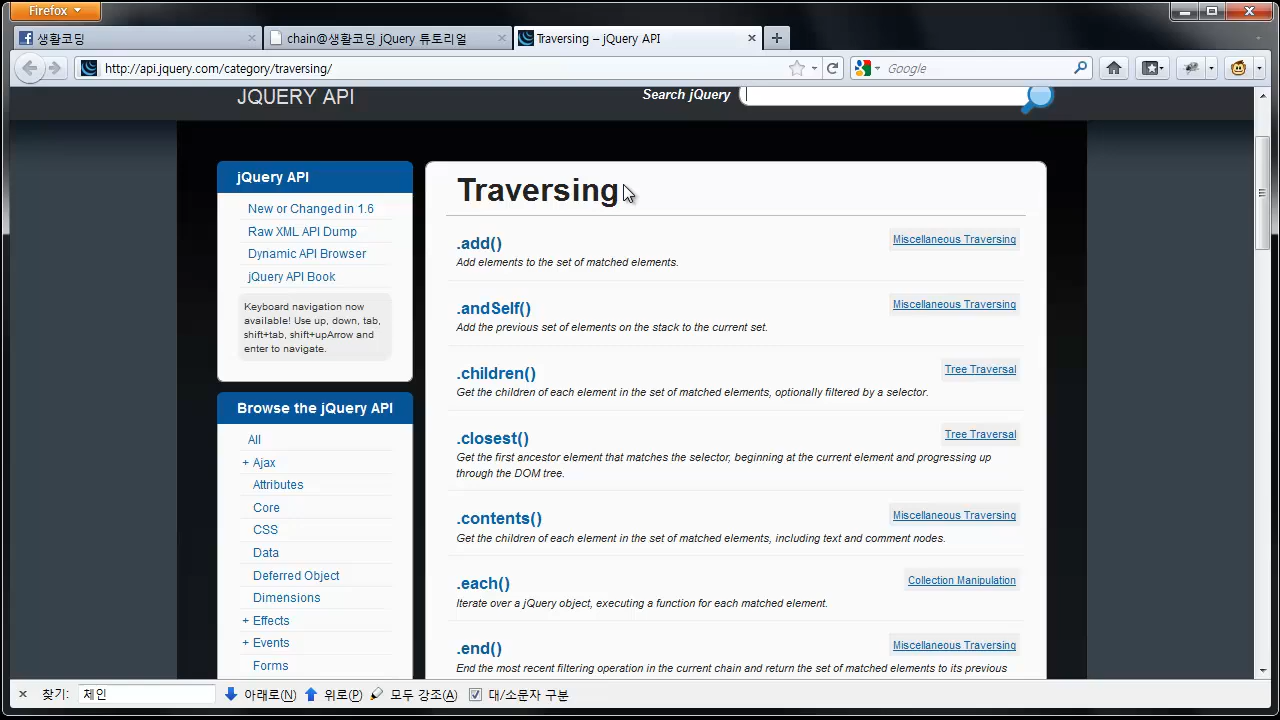 Firefox
생활코딩
chain@생활코딩 jQuery 튜토리얼
Traversing – jQuery API
http://api.jquery.com/category/traversing/
Google
JQUERY API
Search jQuery
jQuery API
New or Changed in 1.6
Raw XML API Dump
Dynamic API Browser
jQuery API Book
Keyboard navigation now
available! Use up, down, tab,
shift+tab, shift+upArrow and
enter to navigate.
Browse the jQuery API
All
+ Ajax
Attributes
Core
CSS
Data
Deferred Object
Dimensions
+ Effects
+ Events
Forms
Traversing
.add()
Miscellaneous Traversing
Add elements to the set of matched elements.
.andSelf()
Miscellaneous Traversing
Add the previous set of elements on the stack to the current set.
.children()
Tree Traversal
Get the children of each element in the set of matched elements, optionally filtered by a selector.
.closest()
Tree Traversal
Get the first ancestor element that matches the selector, beginning at the current element and progressing up
through the DOM tree.
.contents()
Miscellaneous Traversing
Get the children of each element in the set of matched elements, including text and comment nodes.
.each()
Collection Manipulation
Iterate over a jQuery object, executing a function for each matched element.
.end()
Miscellaneous Traversing
End the most recent filtering operation in the current chain and return the set of matched elements to its previous
찾기: 체인 아래로(N) 위로(P) 모두 강조(A) 대/소문자 구분